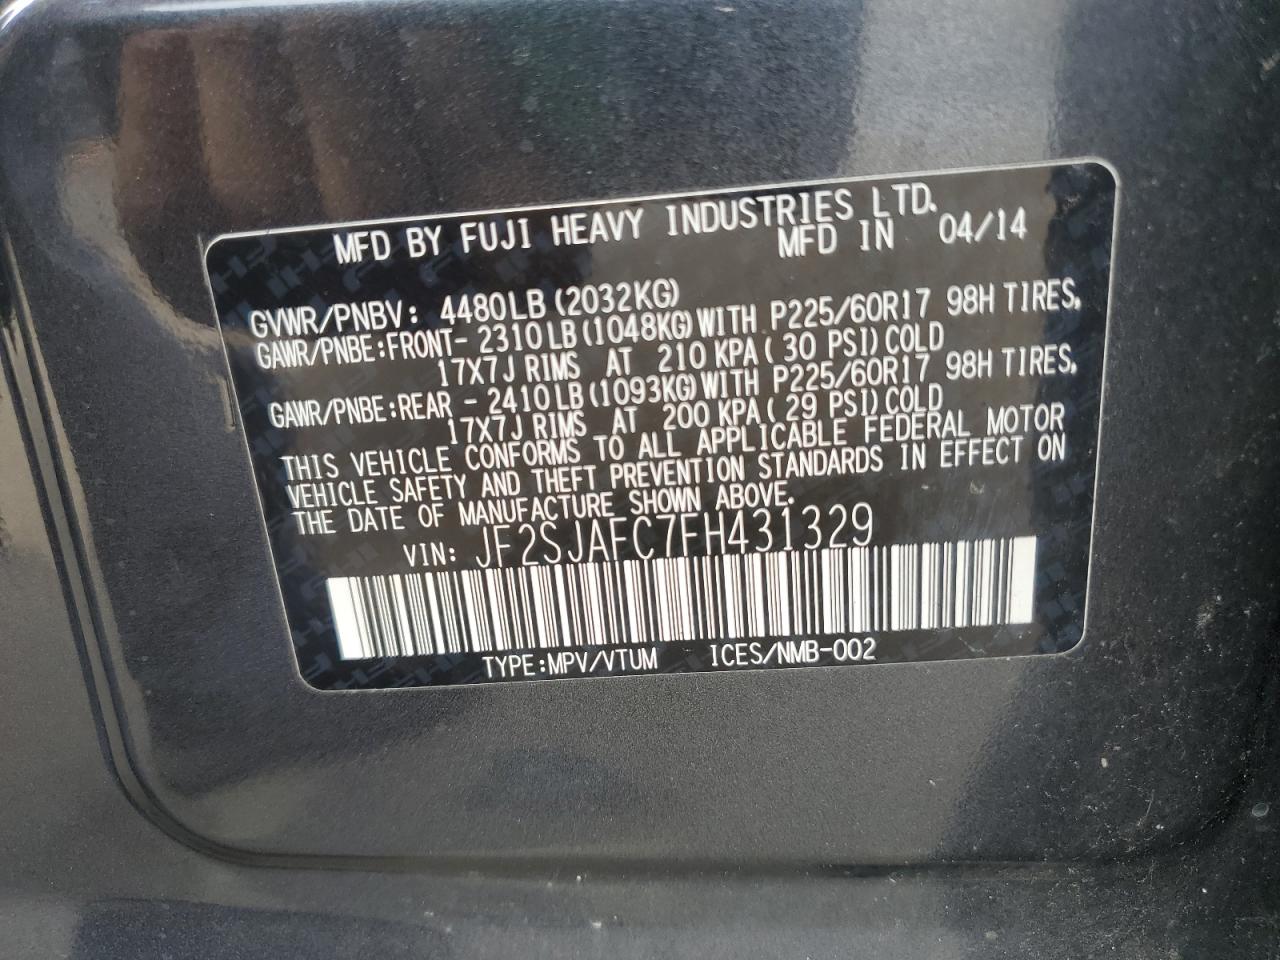 MFD BY FUJI HEAVY INDUSTRIES LTD.
MFD IN 04/14
GVWR/PNBV: 4480LB (2032KG)
GAWR/PNBE:FRONT- 2310LB(1048KG)WITH P225/60R17 98H TIRES,
17X7J RIMS AT 210 KPA( 30 PSI)COLD
GAWR/PNBE:REAR - 2410LB(1093KG)WITH P225/60R17 98H TIRES,
17X7J RIMS AT 200 KPA( 29 PSI)COLD
THIS VEHICLE CONFORMS TO ALL APPLICABLE FEDERAL MOTOR
VEHICLE SAFETY AND THEFT PREVENTION STANDARDS IN EFFECT ON
THE DATE OF MANUFACTURE SHOWN ABOVE.
VIN: JF2SJAFC7FH431329
TYPE:MPV/VTUM ICES/NMB-002